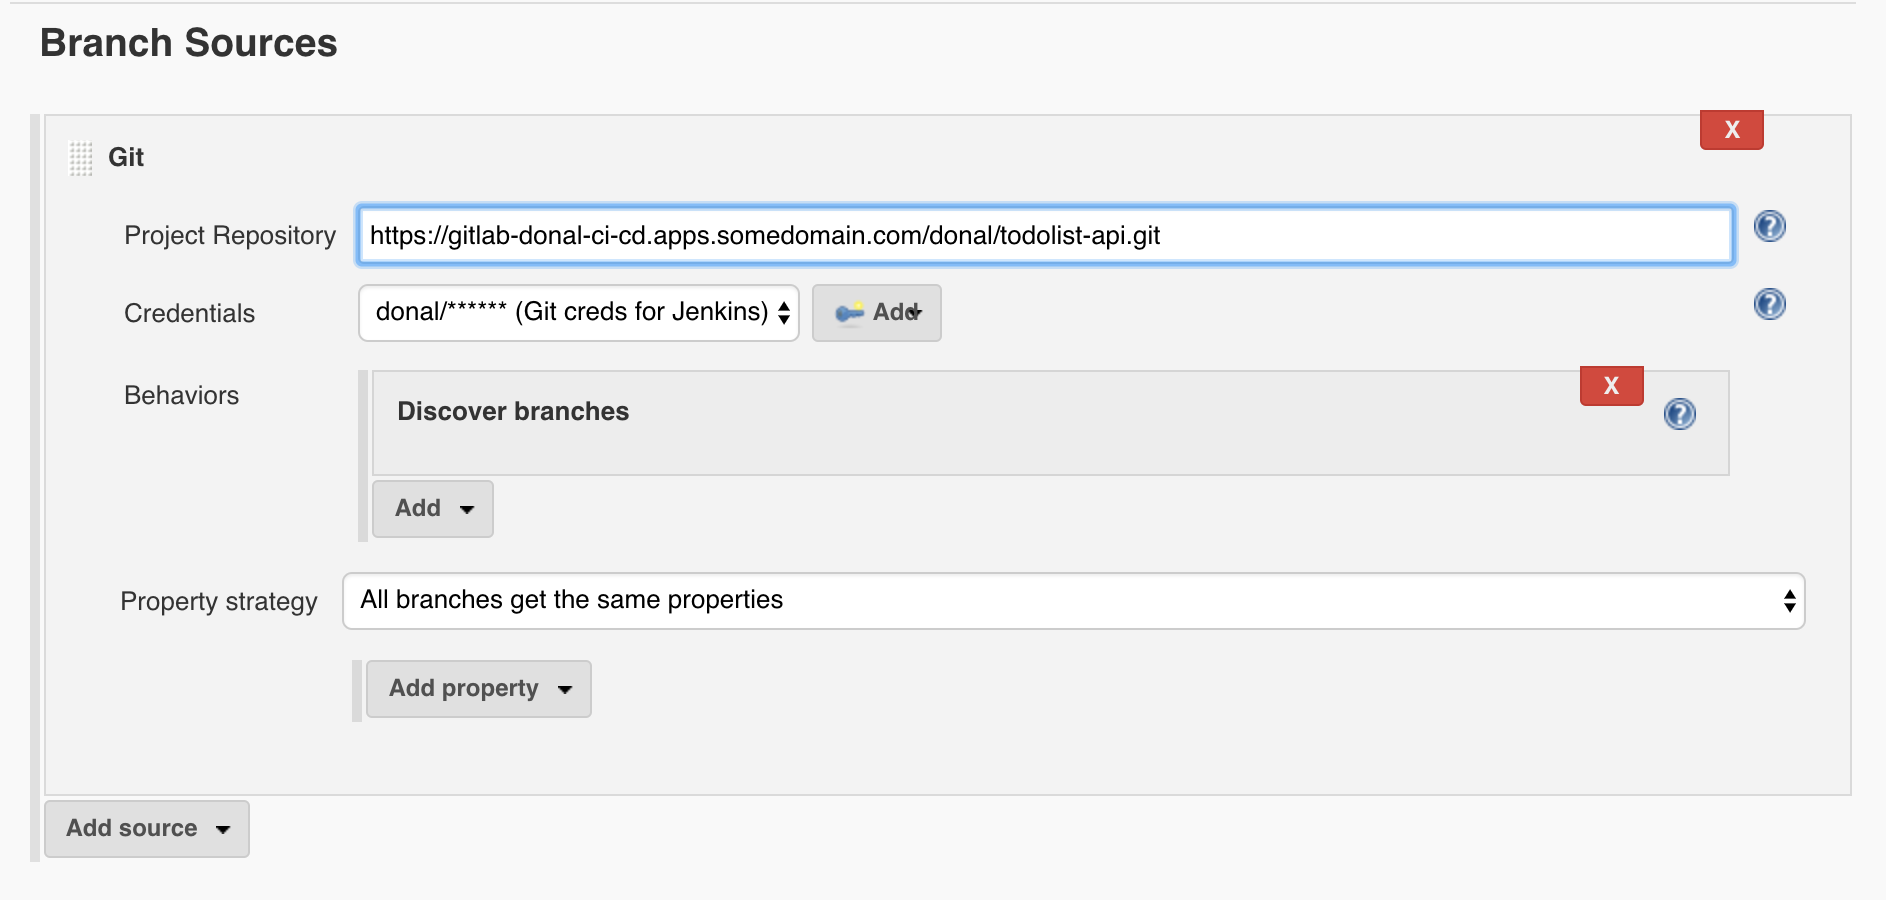 Branch Sources
X
Git
Project Repository https://gitlab-donal-ci-cd.apps.somedomain.com/donal/todolist-api.git ?
Credentials donal/****** (Git creds for Jenkins) Add ?
Behaviors X
Discover branches ?
Add
Property strategy All branches get the same properties
Add property
Add source